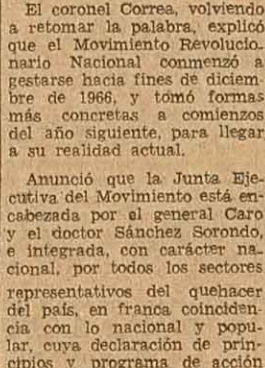 El coronel Correa, volviendo
a retomar la palabra, explicó
que el Movimiento Revolucio-
nario Nacional conmenzó a
gestarse hacia fines de diciem-
bre de 1966, y tomó formas
más concretas a comienzos
del año siguiente, para llegar
a su realidad actual.
Anunció que la Junta Eje-
cutiva del Movimiento está en-
cabezada por el general Caro
y el doctor Sánchez Sorondo,
e integrada, con carácter na-
cional, por todos los sectores
representativos del quehacer
del país, en franca coinciden-
cia con lo nacional y popu-
lar, cuya declaración de prin-
cipios y programa de acción